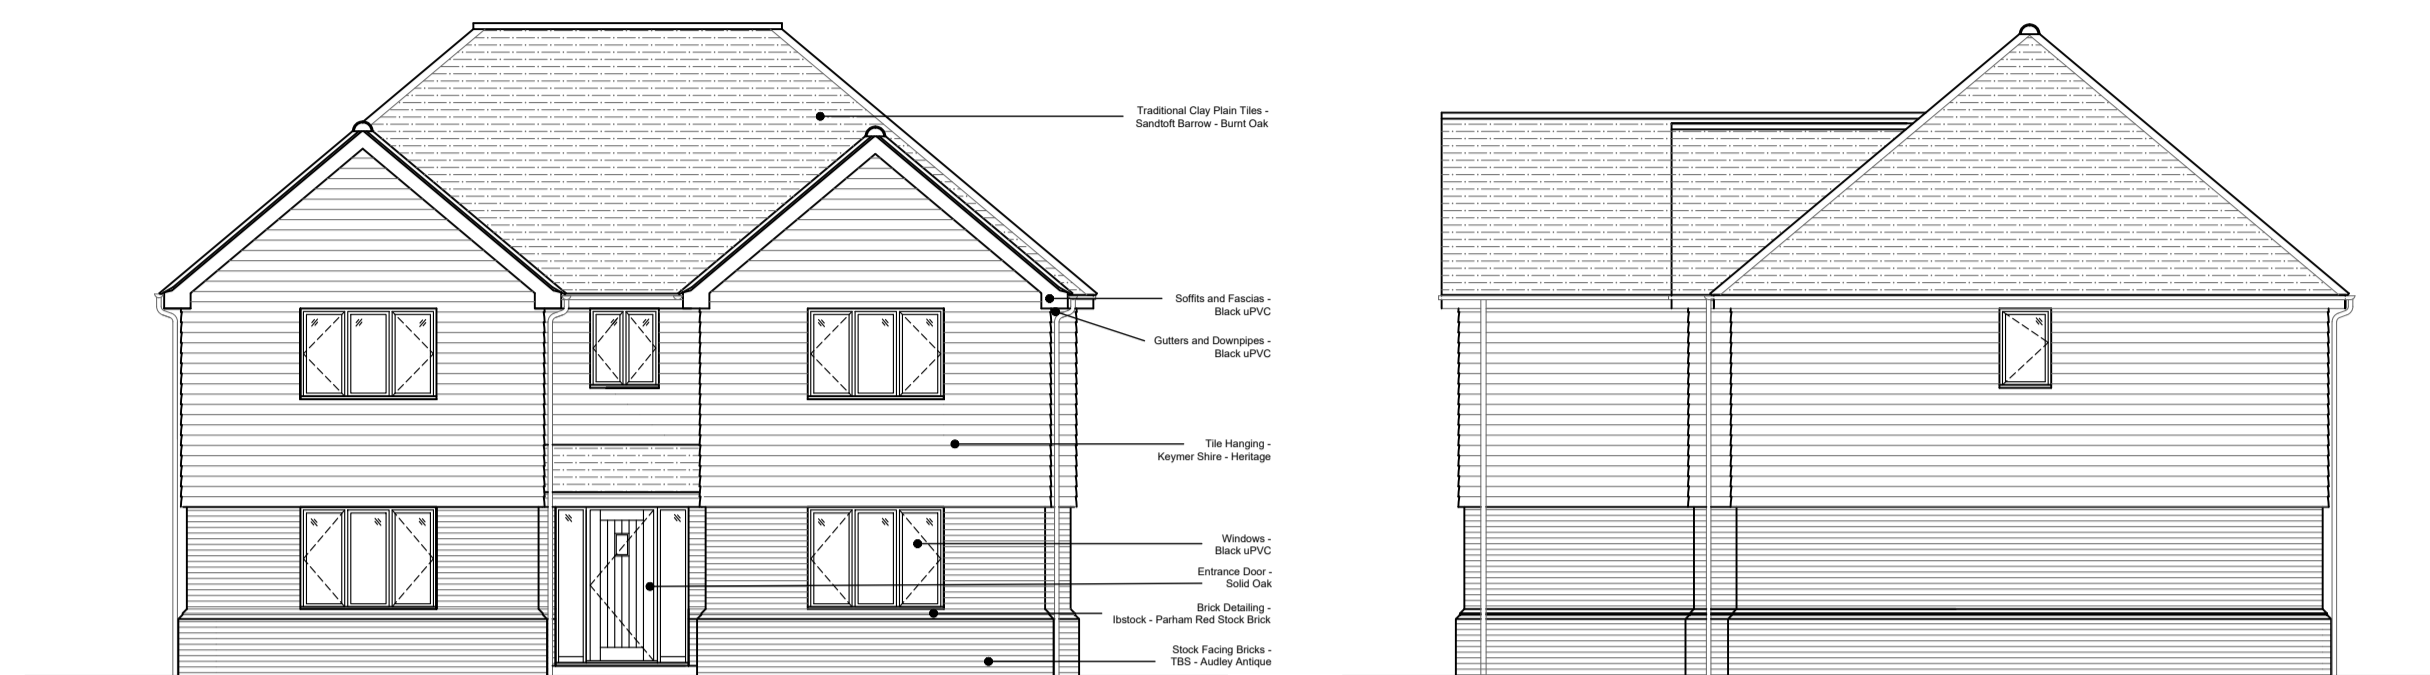 Traditional Clay Plain Tiles -
Sandtoft Barrow - Burnt Oak
Soffits and Fascias -
Black uPVC
Gutters and Downpipes -
Black uPVC
Tile Hanging -
Keymer Shire - Heritage
Windows -
Black uPVC
Entrance Door -
Solid Oak
Brick Detailing -
Ibstock - Parham Red Stock Brick
Stock Facing Bricks -
TBS - Audley Antique